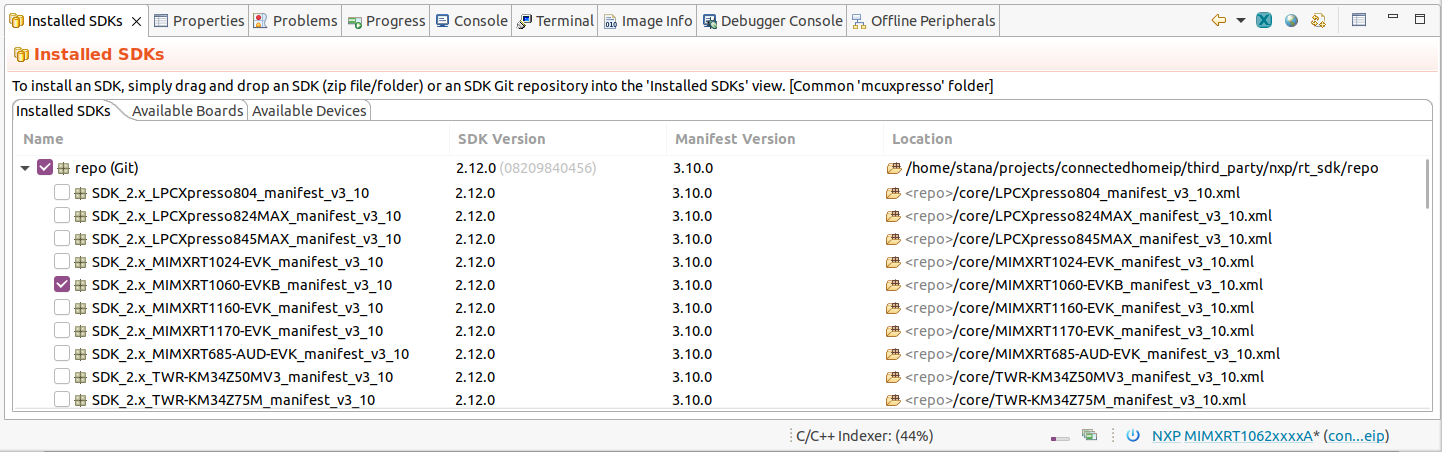 Installed SDKs Properties Problems Progress Console Terminal Image Info Debugger Console Offline Peripherals
Installed SDKs
To install an SDK, simply drag and drop an SDK (zip file/folder) or an SDK Git repository into the 'Installed SDKs' view. [Common 'mcuxpresso' folder]
Installed SDKs Available Boards Available Devices
Name SDK Version Manifest Version Location
repo (Git) 2.12.0 (08209840456) 3.10.0 /home/stana/projects/connectedhomeip/third_party/nxp/rt_sdk/repo
SDK_2.x_LPCXpresso804_manifest_v3_10 2.12.0 3.10.0 <repo>/core/LPCXpresso804_manifest_v3_10.xml
SDK_2.x_LPCXpresso824MAX_manifest_v3_10 2.12.0 3.10.0 <repo>/core/LPCXpresso824MAX_manifest_v3_10.xml
SDK_2.x_LPCXpresso845MAX_manifest_v3_10 2.12.0 3.10.0 <repo>/core/LPCXpresso845MAX_manifest_v3_10.xml
SDK_2.x_MIMXRT1024-EVK_manifest_v3_10 2.12.0 3.10.0 <repo>/core/MIMXRT1024-EVK_manifest_v3_10.xml
SDK_2.x_MIMXRT1060-EVKB_manifest_v3_10 2.12.0 3.10.0 <repo>/core/MIMXRT1060-EVKB_manifest_v3_10.xml
SDK_2.x_MIMXRT1160-EVK_manifest_v3_10 2.12.0 3.10.0 <repo>/core/MIMXRT1160-EVK_manifest_v3_10.xml
SDK_2.x_MIMXRT1170-EVK_manifest_v3_10 2.12.0 3.10.0 <repo>/core/MIMXRT1170-EVK_manifest_v3_10.xml
SDK_2.x_MIMXRT685-AUD-EVK_manifest_v3_10 2.12.0 3.10.0 <repo>/core/MIMXRT685-AUD-EVK_manifest_v3_10.xml
SDK_2.x_TWR-KM34Z50MV3_manifest_v3_10 2.12.0 3.10.0 <repo>/core/TWR-KM34Z50MV3_manifest_v3_10.xml
SDK_2.x_TWR-KM34Z75M_manifest_v3_10 2.12.0 3.10.0 <repo>/core/TWR-KM34Z75M_manifest_v3_10.xml
C/C++ Indexer: (44%) NXP MIMXRT1062xxxxA* (con...eip)